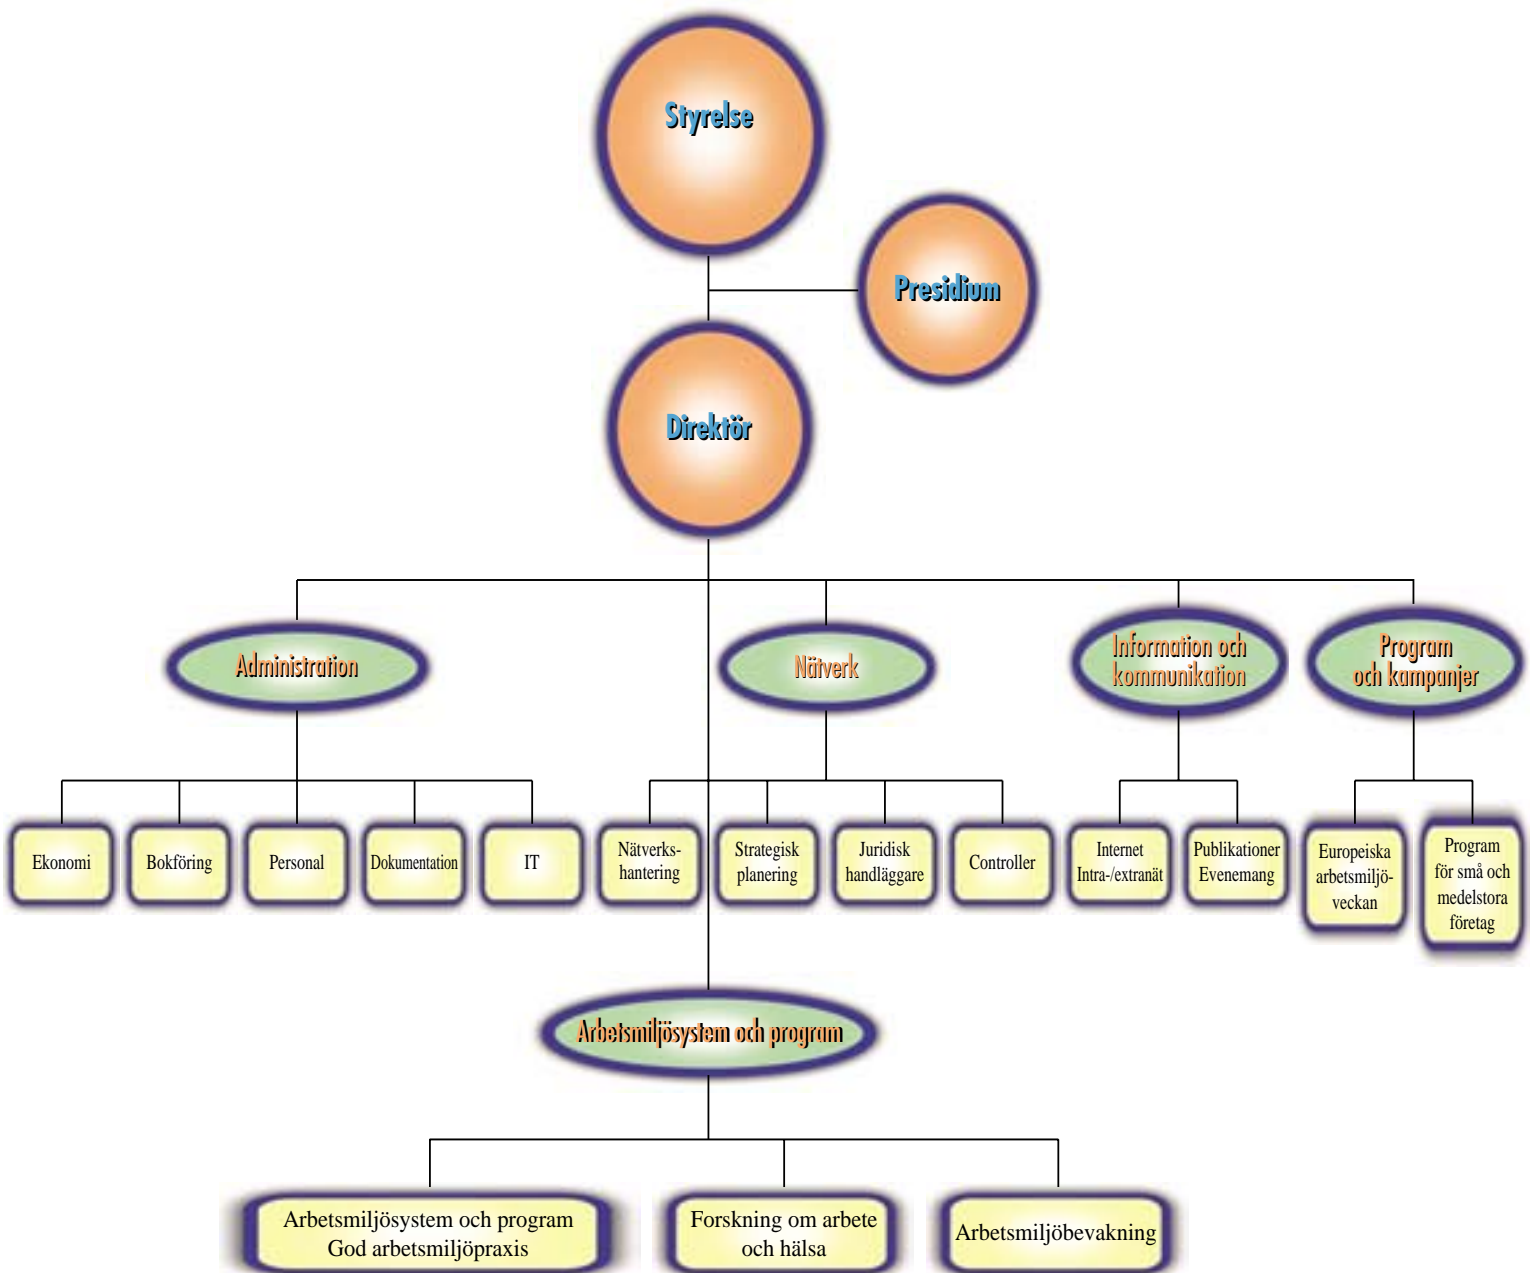 Styrelse
Presidium
Direktör
Administration
Nätverk
Information och
kommunikation
Program
och kampanjer
Ekonomi
Bokföring
Personal
Dokumentation
IT
Nätverks-
hantering
Strategisk
planering
Juridisk
handläggare
Controller
Internet
Intra-/extranät
Publikationer
Evenemang
Europeiska
arbetsmiljö-
veckan
Program
för små och
medelstora
företag
Arbetsmiljösystem och program
Arbetsmiljösystem och program
God arbetsmiljöpraxis
Forskning om arbete
och hälsa
Arbetsmiljöbevakning